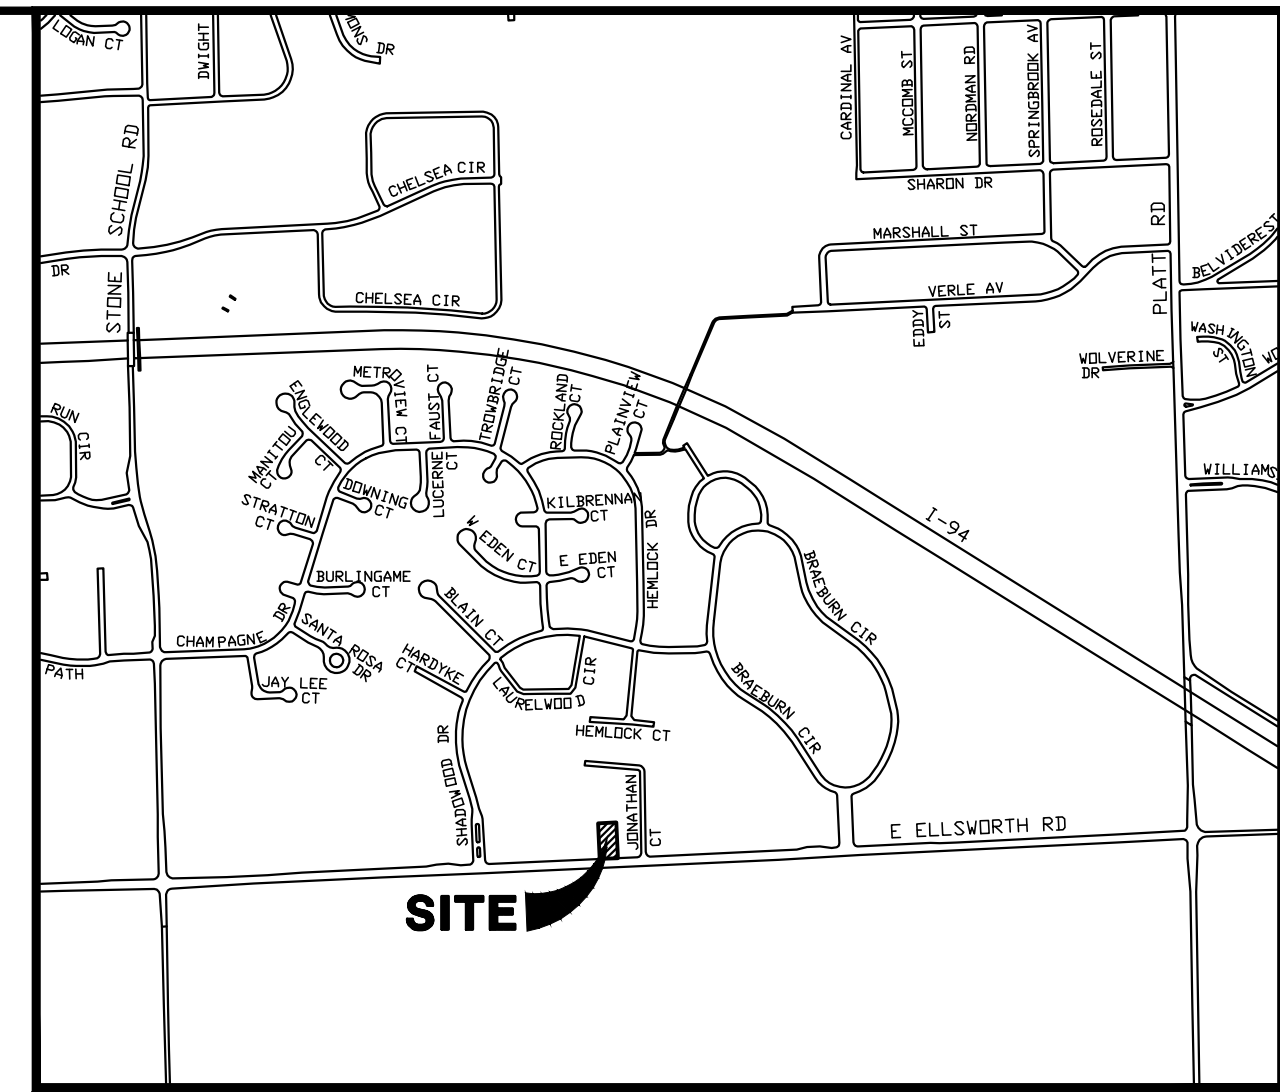 LOGAN CT
DWIGHT
MONS DR
CARDINAL AV
MCCOMB ST
NORDMAN RD
SPRINGBROOK AV
ROSEDALE ST
SCHOOL RD
CHELSEA CIR
SHARON DR
PLATT RD
MARSHALL ST
BELVIDERE ST
DR
STONE
CHELSEA CIR
VERLE AV
EDDY
ST
WASHINGTON
ST
WOLVERINE
DR
WO
METROVIEW CT
FAUST CT
TROWBRIDGE
CT
ROCKLAND
CT
PLAINVIEW
CT
ENGLEWOOD
CT
MANITOU
CT
RUN
CIR
STRATTON
CT
DOWNING
CT
LUCERNE
CT
KILBRENNAN
CT
WILLIAMS
I-94
W EDEN CT
E EDEN
CT
HEMLOCK DR
BURLINGAME
CT
BLAIN CT
BRAEBURN CIR
CHAMPAGNE DR
SANTA ROSA
DR
HARDYKE
CT
PATH
JAY LEE
CT
LAURELWOOD CIR
BRAEBURN CIR
HEMLOCK CT
SHADOWOOD DR
JONATHAN
CT
E ELLSWORTH RD
SITE